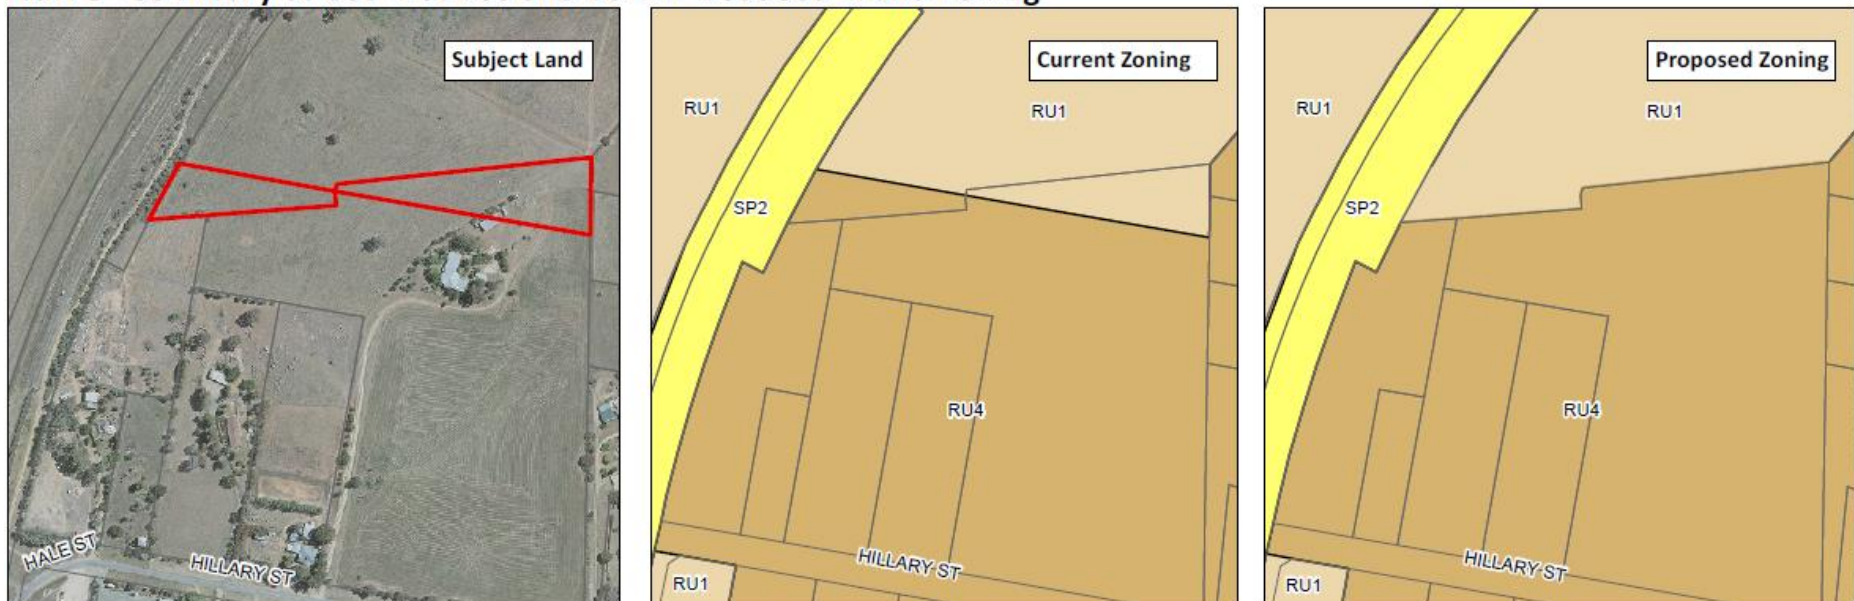 Subject Land
HALE ST
HILLARY ST
Current Zoning
RU1
RU1
SP2
RU4
HILLARY ST
RU1
Proposed Zoning
RU1
RU1
SP2
RU4
HILLARY ST
RU1